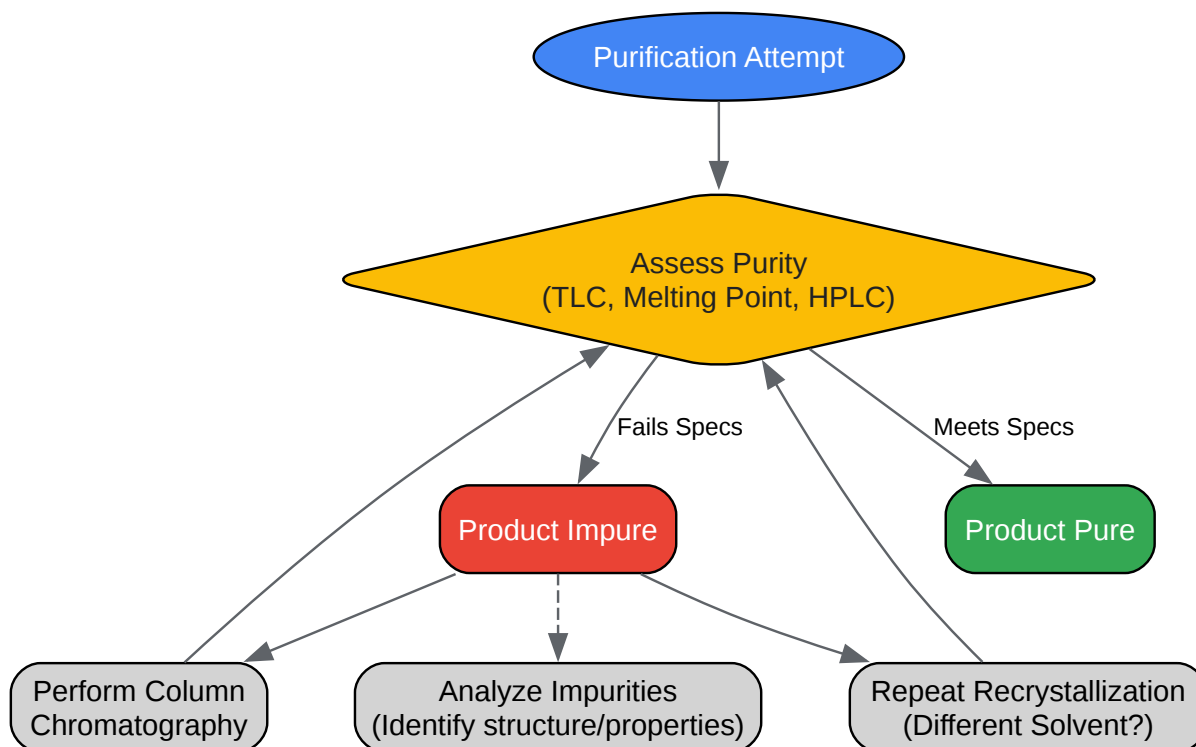 Purification Attempt
Assess Purity
(TLC, Melting Point, HPLC)
Fails Specs
Meets Specs
Product Impure
Product Pure
Perform Column
Chromatography
Analyze Impurities
(Identify structure/properties)
Repeat Recrystallization
(Different Solvent?)